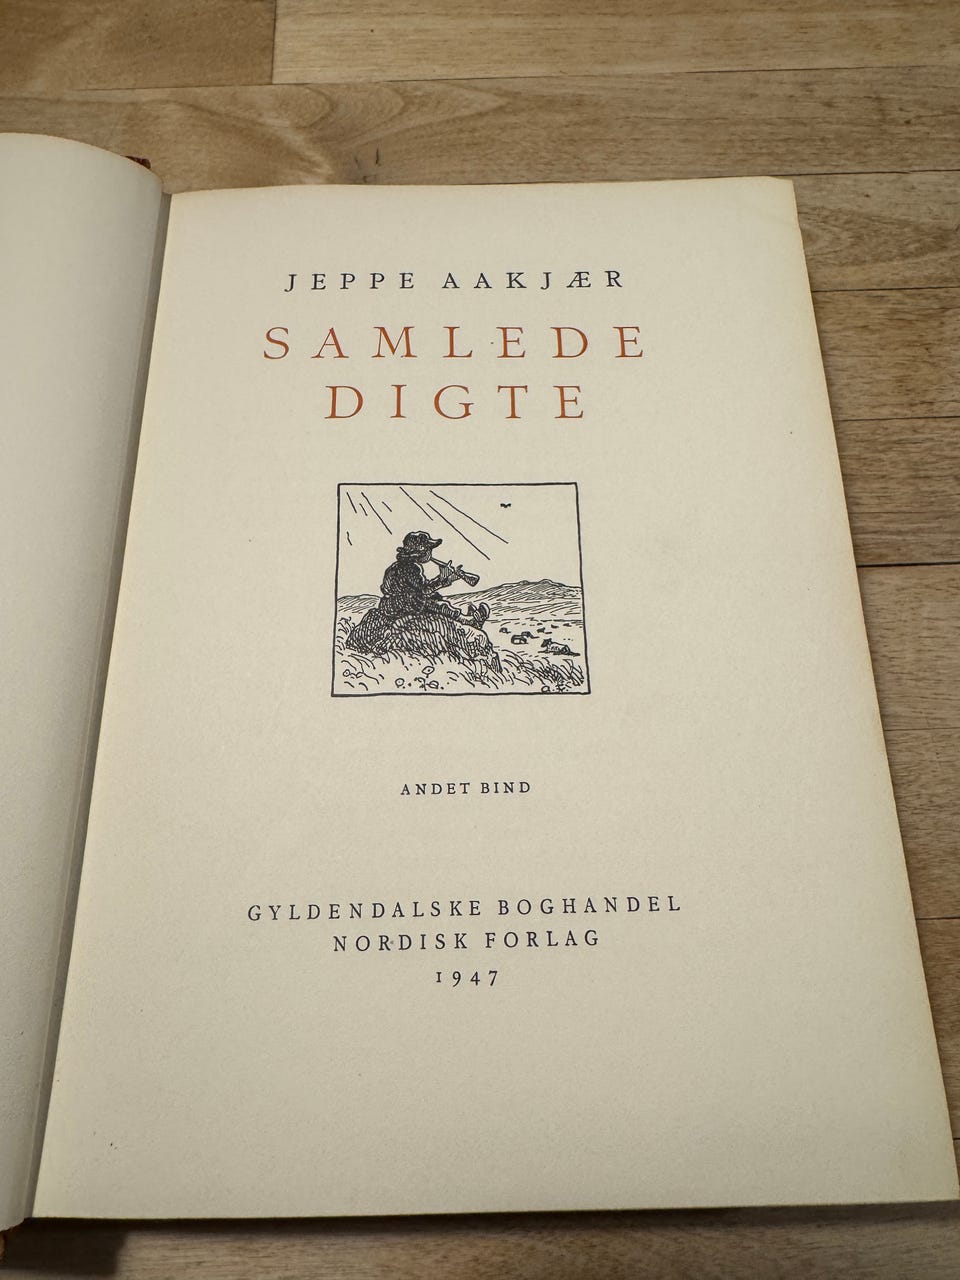 JEPPE AAKJÆR
SAMLEDE
DIGTE
ANDET BIND
GYLDENDALSKE BOGHANDEL
NORDISK FORLAG
1947